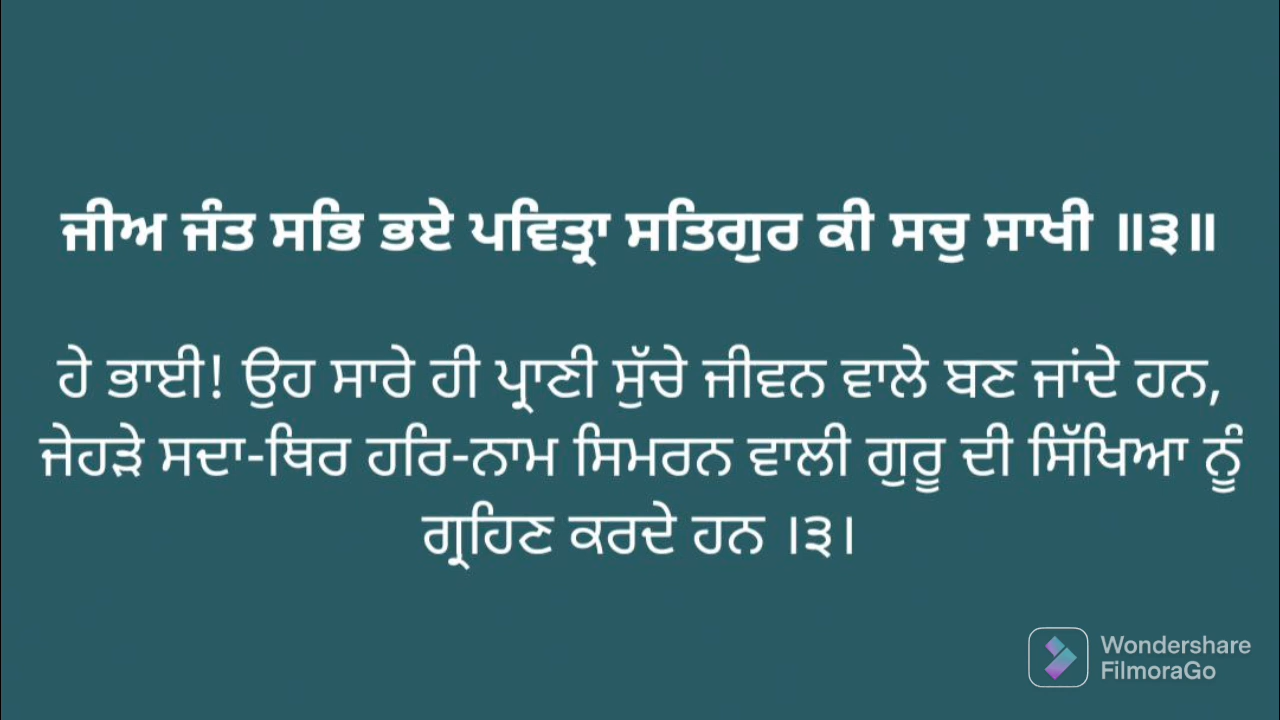 ਜੀਅ ਜੰਤ ਸਭਿ ਭਏ ਪਵਿਤ੍ਰਾ ਸਤਿਗੁਰ ਕੀ ਸਚੁ ਸਾਖੀ ॥੩॥
ਹੇ ਭਾਈ! ਉਹ ਸਾਰੇ ਹੀ ਪ੍ਰਾਣੀ ਸੁੱਚੇ ਜੀਵਨ ਵਾਲੇ ਬਣ ਜਾਂਦੇ ਹਨ,
ਜੇਹੜੇ ਸਦਾ-ਥਿਰ ਹਰਿ-ਨਾਮ ਸਿਮਰਨ ਵਾਲੀ ਗੁਰੂ ਦੀ ਸਿੱਖਿਆ ਨੂੰ
ਗ੍ਰਹਿਣ ਕਰਦੇ ਹਨ ।੩।
Wondershare
FilmoraGo